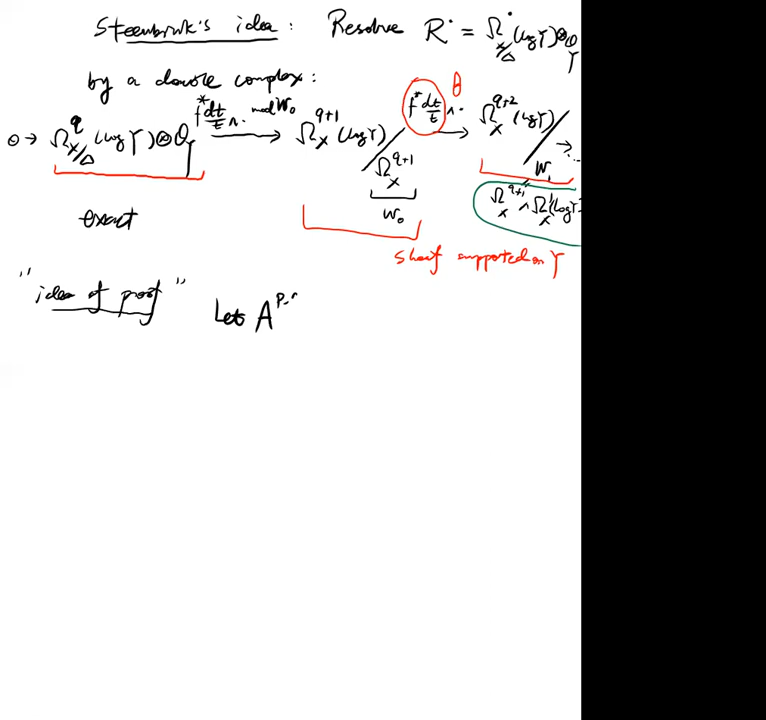 Steenbrink's idea : Resolve R^• = Ω^•_{X/Δ}(log Y)⊗O_Y
by a double complex :
0 → Ω^q_{X/Δ}(log Y)⊗O_Y —f^*dt/t ∧· mod W_0→ Ω^{q+1}_X(log Y)/Ω^{q+1}_X —f^*dt/t ∧·→ Ω^{q+2}_X(log Y)/W_1 → ...
θ
W_0
Ω^{q+1}_X ∧ Ω^1_X(log Y)
exact
sheaf supported on Y
"idea of proof" Let A^{p,